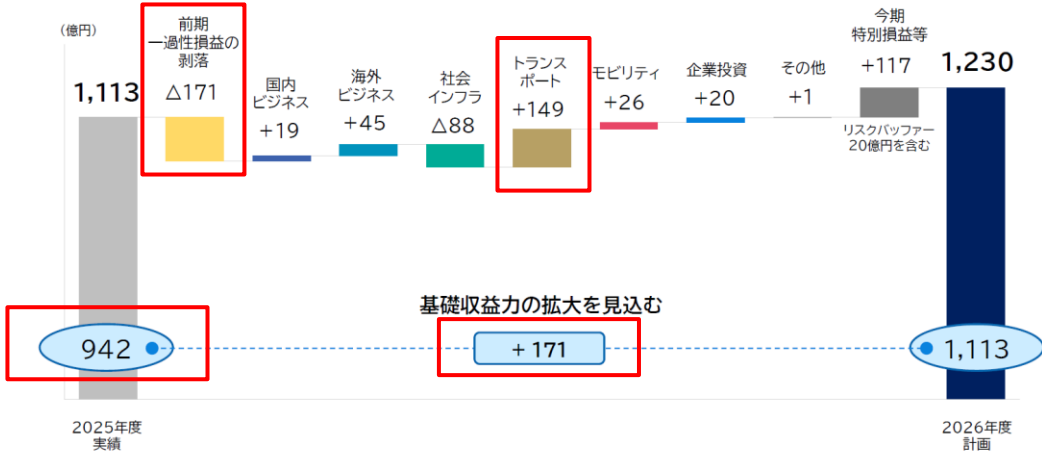 （億円）
1,113
前期
一過性損益の
剥落
△171
国内
ビジネス
+19
海外
ビジネス
+45
社会
インフラ
△88
トランス
ポート
+149
モビリティ
+26
企業投資
+20
その他
+1
今期
特別損益等
+117
リスクバッファー
20億円を含む
1,230
基礎収益力の拡大を見込む
942
+171
1,113
2025年度
実績
2026年度
計画